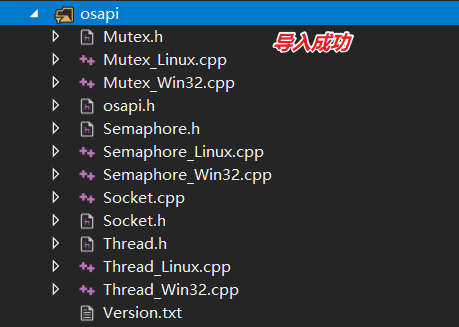 osapi
Mutex.h
导入成功
Mutex_Linux.cpp
Mutex_Win32.cpp
osapi.h
Semaphore.h
Semaphore_Linux.cpp
Semaphore_Win32.cpp
Socket.cpp
Socket.h
Thread.h
Thread_Linux.cpp
Thread_Win32.cpp
Version.txt